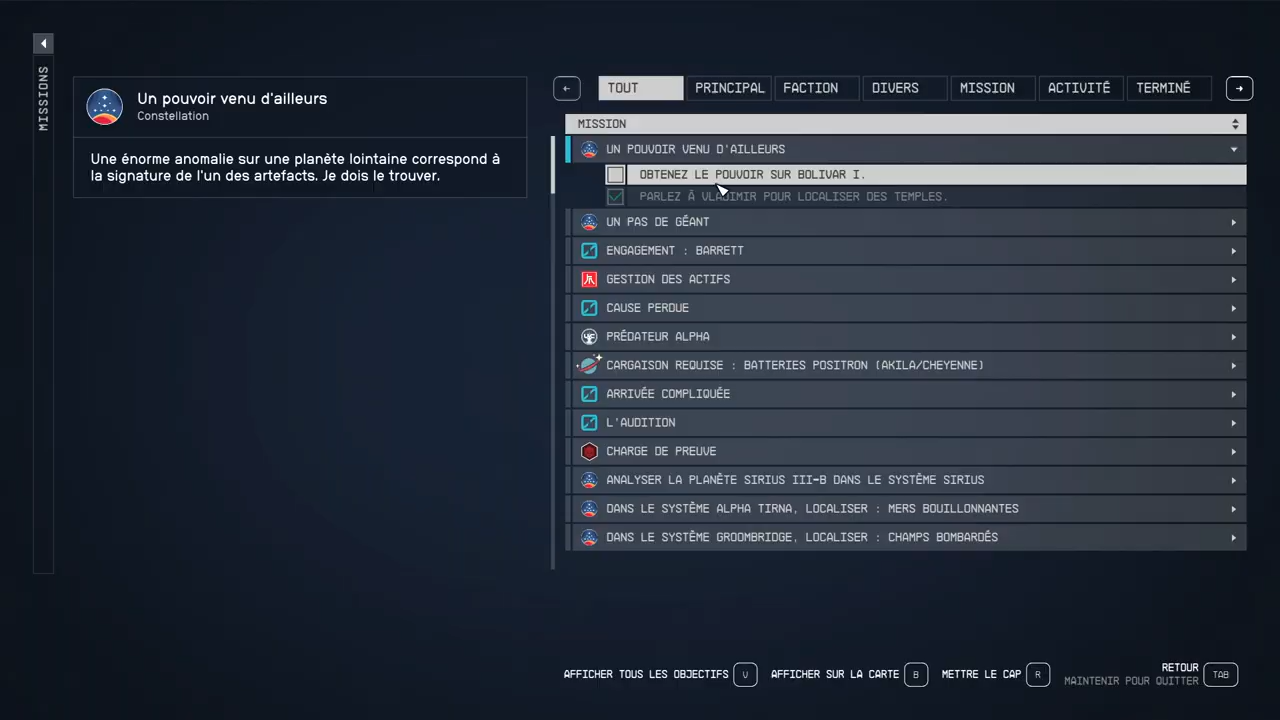 MISSIONS
Un pouvoir venu d'ailleurs
Constellation
Une énorme anomalie sur une planète lointaine correspond à
la signature de l'un des artefacts. Je dois le trouver.
TOUT PRINCIPAL FACTION DIVERS MISSION ACTIVITÉ TERMINÉ
MISSION
UN POUVOIR VENU D'AILLEURS
OBTENEZ LE POUVOIR SUR BOLIVAR I.
PARLEZ À VLADIMIR POUR LOCALISER DES TEMPLES.
UN PAS DE GÉANT
ENGAGEMENT : BARRETT
GESTION DES ACTIFS
CAUSE PERDUE
PRÉDATEUR ALPHA
CARGAISON REQUISE : BATTERIES POSITRON (AKILA/CHEYENNE)
ARRIVÉE COMPLIQUÉE
L'AUDITION
CHARGE DE PREUVE
ANALYSER LA PLANÈTE SIRIUS III-B DANS LE SYSTÈME SIRIUS
DANS LE SYSTÈME ALPHA TIRNA, LOCALISER : MERS BOUILLONNANTES
DANS LE SYSTÈME GROOMBRIDGE, LOCALISER : CHAMPS BOMBARDÉS
AFFICHER TOUS LES OBJECTIFS V AFFICHER SUR LA CARTE B METTRE LE CAP R RETOUR TAB
MAINTENIR POUR QUITTER